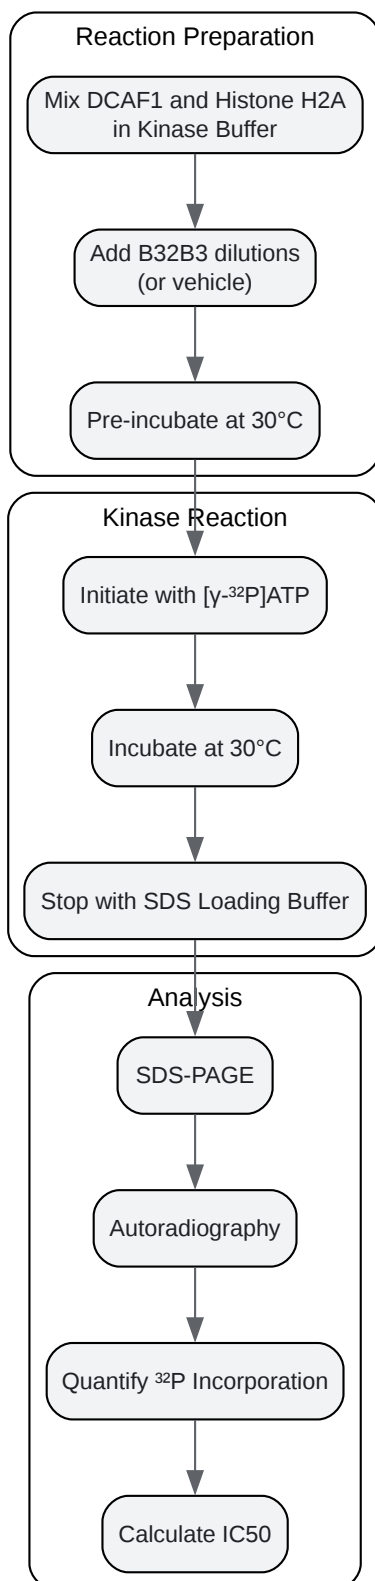 Reaction Preparation
Mix DCAF1 and Histone H2A
in Kinase Buffer
Add B32B3 dilutions
(or vehicle)
Pre-incubate at 30°C
Kinase Reaction
Initiate with [γ-³²P]ATP
Incubate at 30°C
Stop with SDS Loading Buffer
Analysis
SDS-PAGE
Autoradiography
Quantify ³²P Incorporation
Calculate IC50